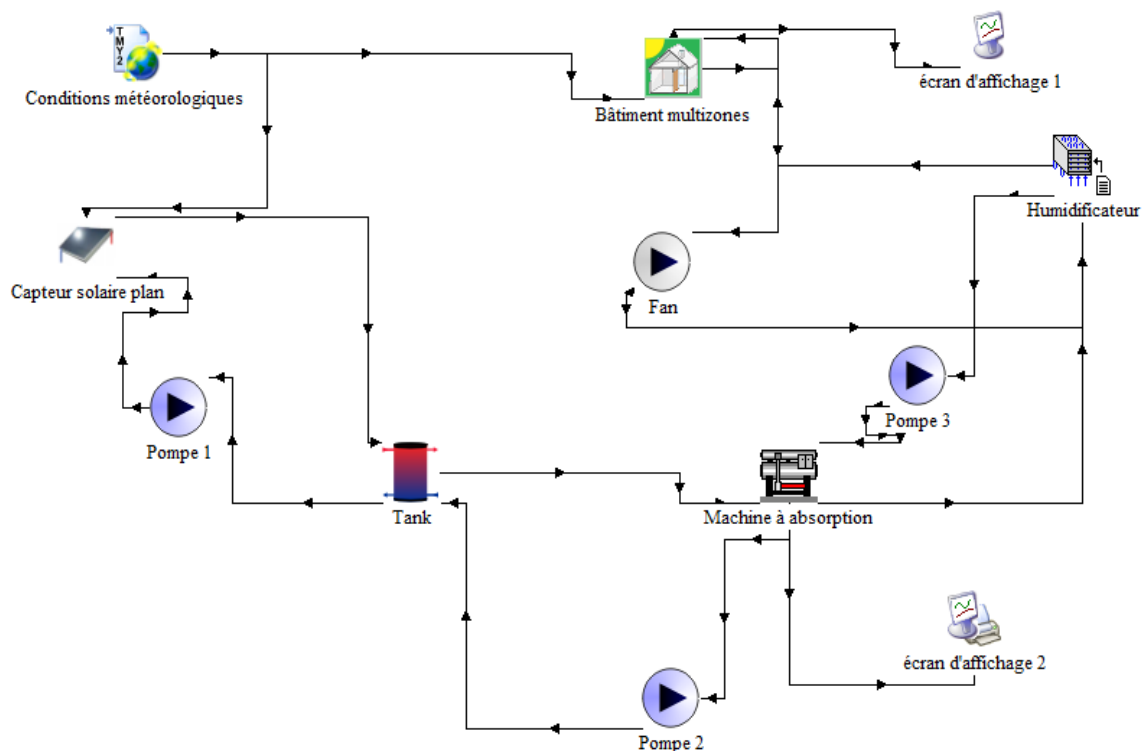 TMY2
Conditions météorologiques
Bâtiment multizones
écran d'affichage 1
Humidificateur
Capteur solaire plan
Fan
Pompe 1
Pompe 3
Tank
Machine à absorption
écran d'affichage 2
Pompe 2